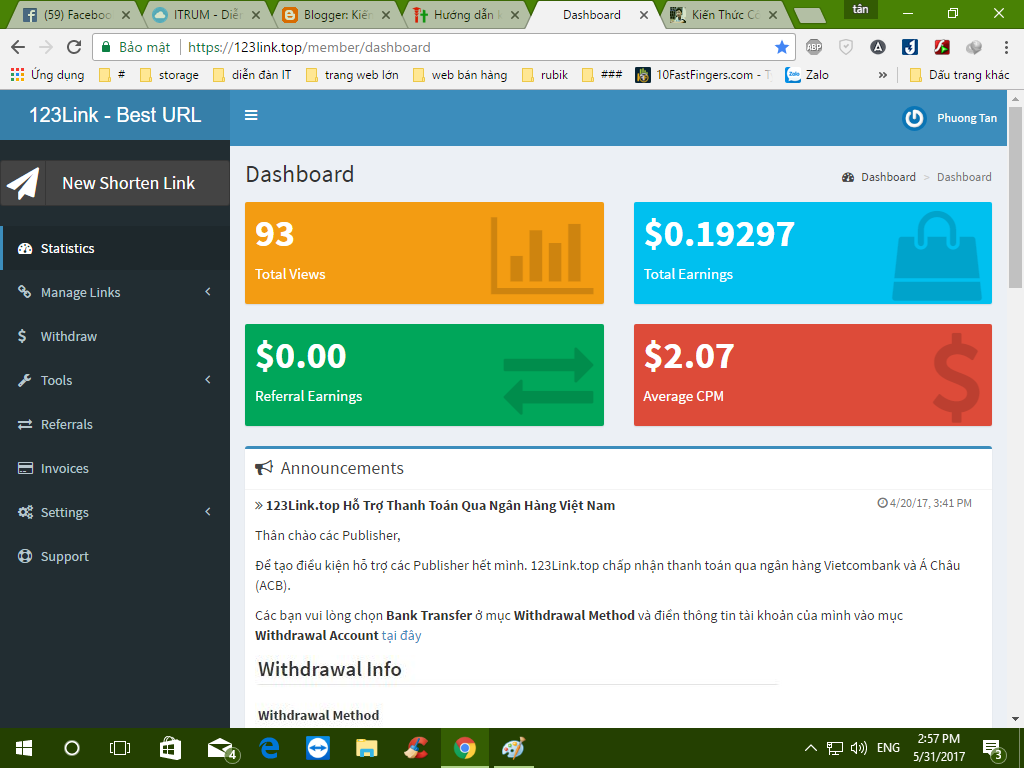 tân
(59) Faceboo
ITRUM - Diễ
Blogger: Kiế
Hướng dẫn
Dashboard
Kiến Thức Cô
Bảo mật
https://123link.top/member/dashboard
ABP
Ứng dụng
#
storage
diễn đàn IT
trang web lớn
web bán hàng
rubik
###
10FastFingers.com - T
Zalo
»
Dấu trang khác
123Link - Best URL
Phuong Tan
New Shorten Link
Dashboard
Dashboard > Dashboard
Statistics
Manage Links
Withdraw
Tools
Referrals
Invoices
Settings
Support
93
Total Views
$0.19297
Total Earnings
$0.00
Referral Earnings
$2.07
Average CPM
Announcements
» 123Link.top Hỗ Trợ Thanh Toán Qua Ngân Hàng Việt Nam
4/20/17, 3:41 PM
Thân chào các Publisher,
Để tạo điều kiện hỗ trợ các Publisher hết mình. 123Link.top chấp nhận thanh toán qua ngân hàng Vietcombank và Á Châu
(ACB).
Các bạn vui lòng chọn Bank Transfer ở mục Withdrawal Method và điền thông tin tài khoản của mình vào mục
Withdrawal Account tại đây
Withdrawal Info
Withdrawal Method
4
ENG
2:57 PM
5/31/2017
3